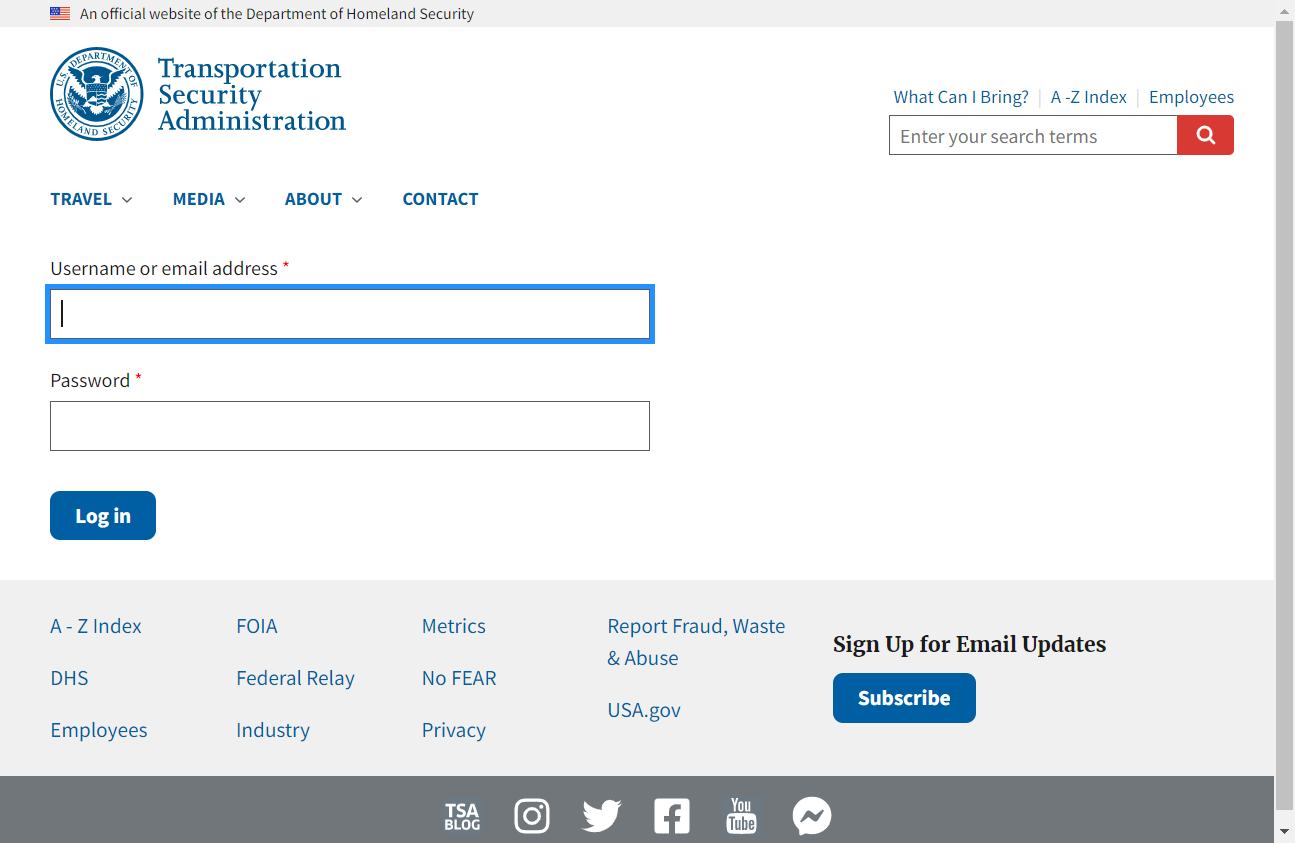 An official website of the Department of Homeland Security
U.S. DEPARTMENT OF HOMELAND SECURITY
Transportation
Security
Administration
What Can I Bring? A -Z Index Employees
Enter your search terms
TRAVEL MEDIA ABOUT CONTACT
Username or email address *
Password *
Log in
A - Z Index FOIA Metrics Report Fraud, Waste
& Abuse
Sign Up for Email Updates
DHS Federal Relay No FEAR
Subscribe
USA.gov
Employees Industry Privacy
TSA
BLOG
You
Tube